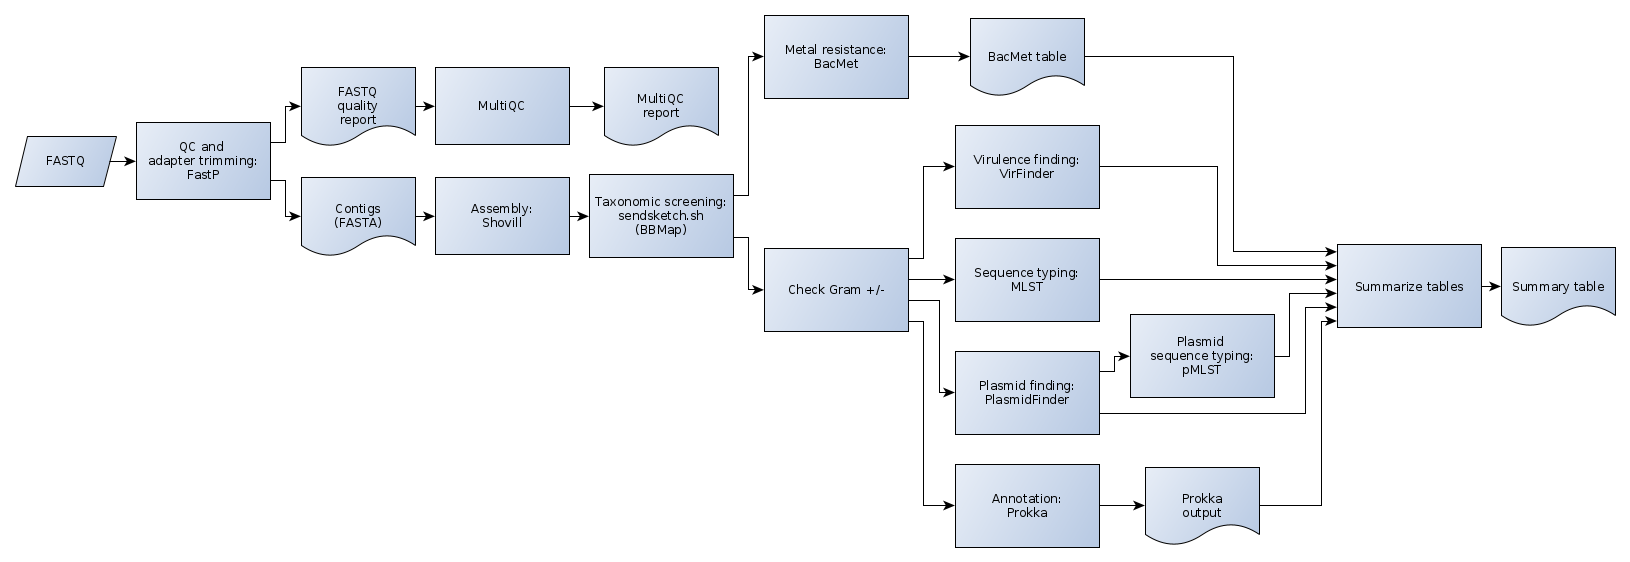 FASTQ
QC and
adapter trimming:
FastP
FASTQ
quality
report
MultiQC
MultiQC
report
Contigs
(FASTA)
Assembly:
Shovill
Taxonomic screening:
sendsketch.sh
(BBMap)
Metal resistance:
BacMet
BacMet table
Check Gram +/-
Virulence finding:
VirFinder
Sequence typing:
MLST
Plasmid finding:
PlasmidFinder
Plasmid
sequence typing:
pMLST
Annotation:
Prokka
Prokka
output
Summarize tables
Summary table